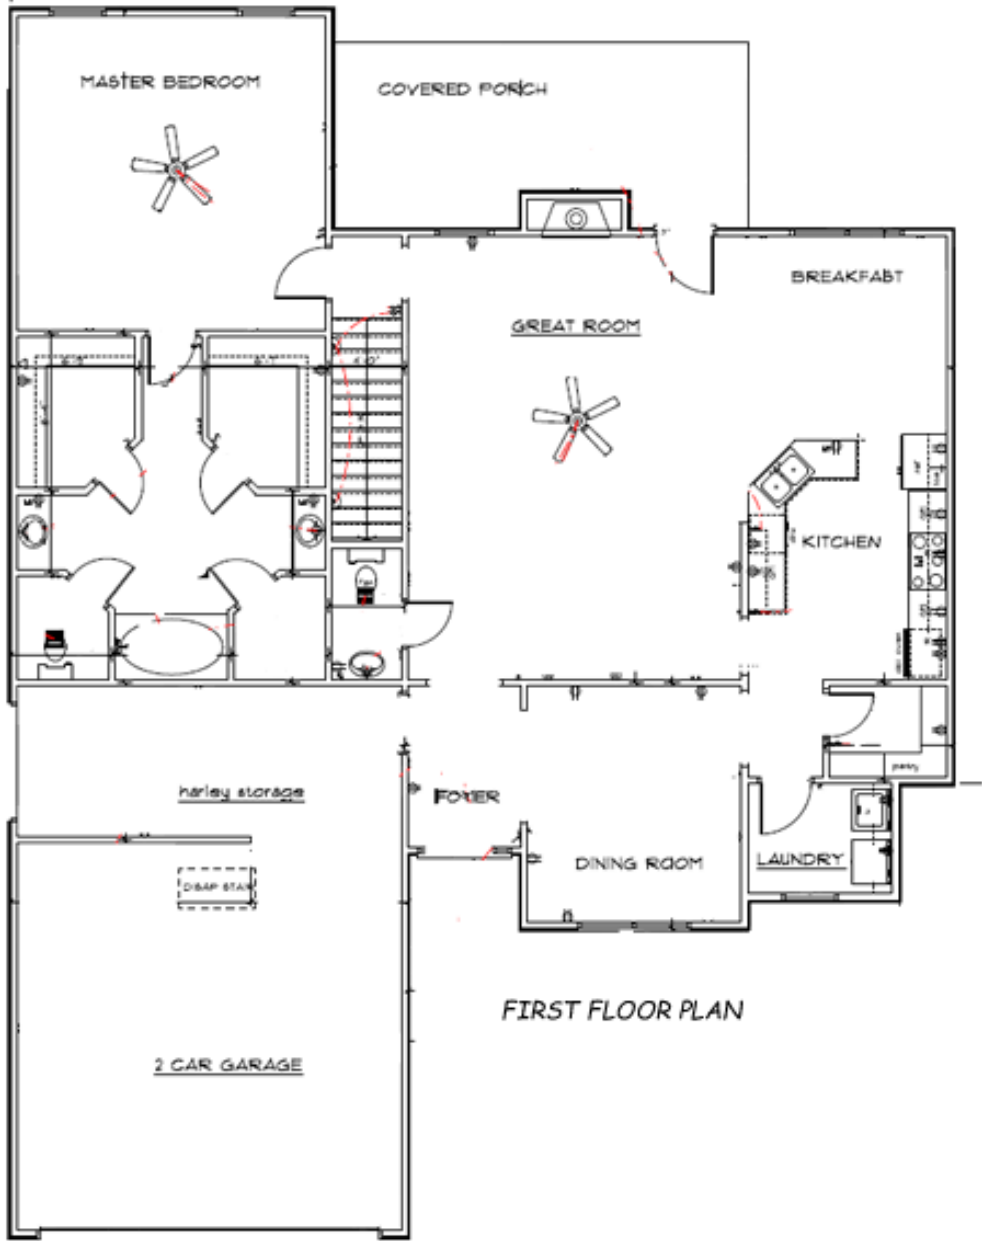 MASTER BEDROOM
COVERED PORCH
BREAKFAST
GREAT ROOM
KITCHEN
pantry
harley storage
FOYER
DINING ROOM
LAUNDRY
2 CAR GARAGE
FIRST FLOOR PLAN